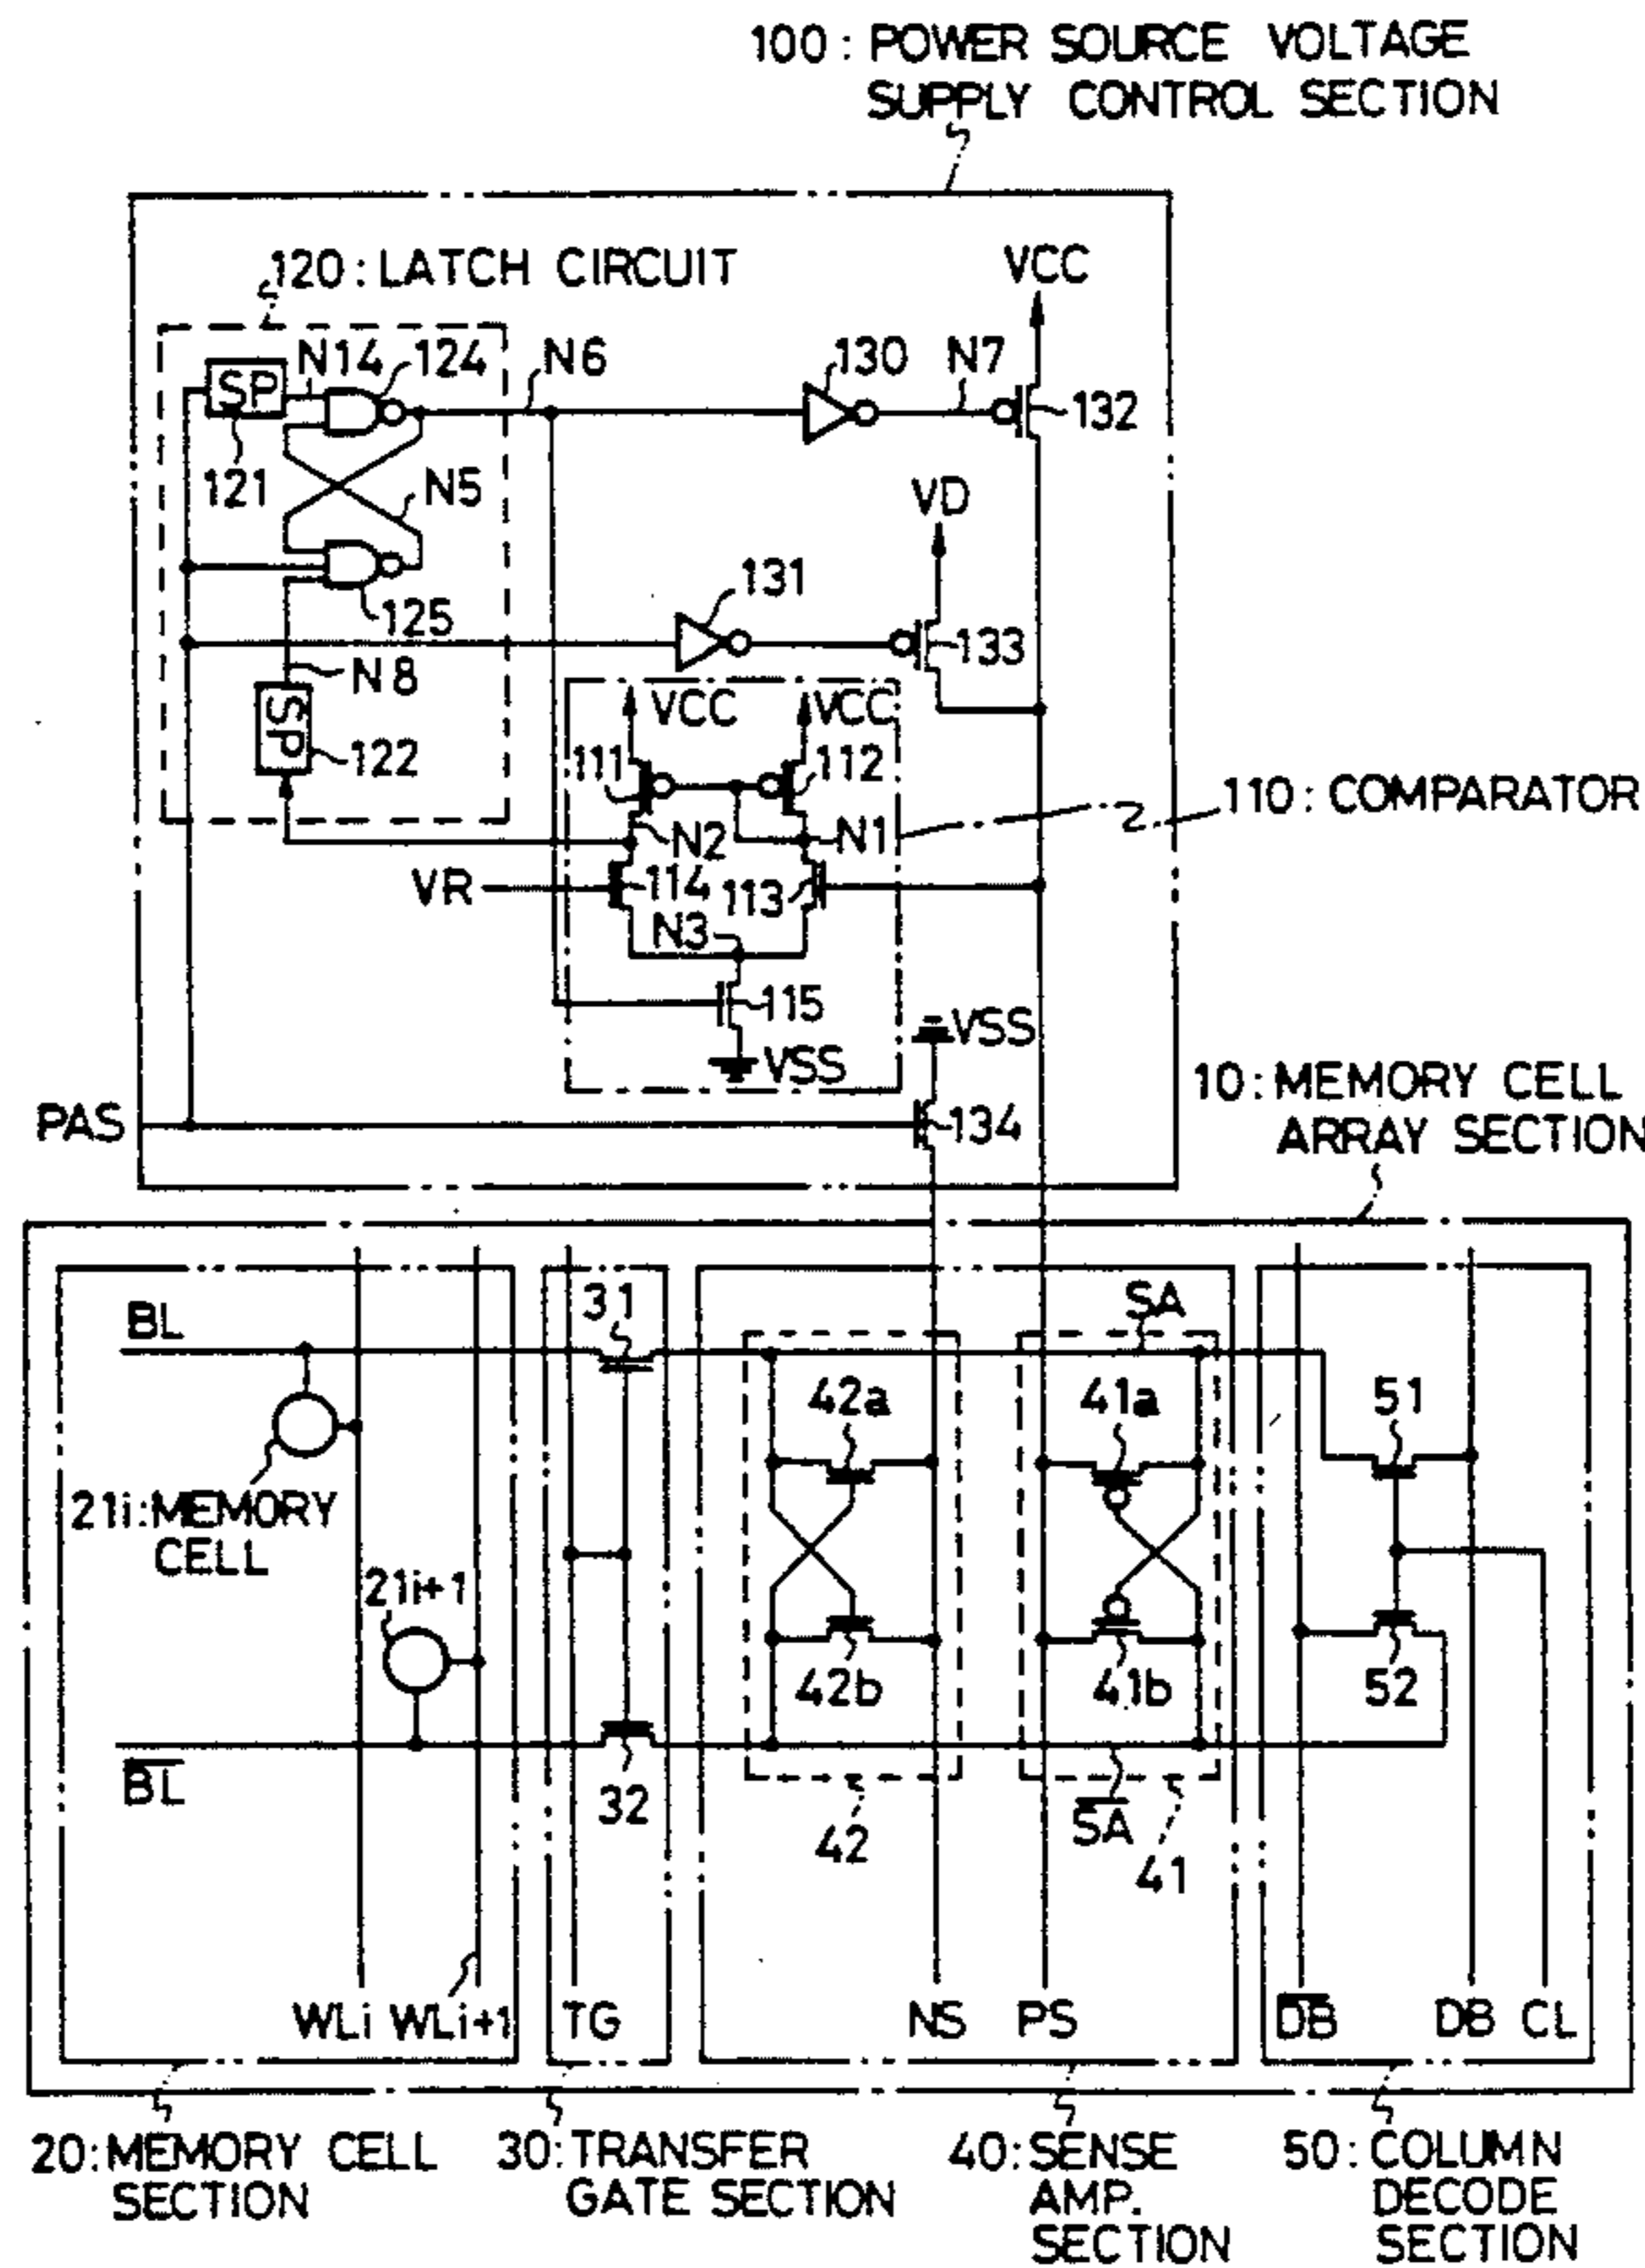 100: POWER SOURCE VOLTAGE
SUPPLY CONTROL SECTION
120: LATCH CIRCUIT
VCC
N14
124
N6
130
N7
SP
132
121
N5
VD
131
125
133
N8
VCC
VCC
SP
111
112
122
110: COMPARATOR
N2
N1
VR
114
113
N3
115
VSS
VSS
10: MEMORY CELL
ARRAY SECTION
PAS
134
31
SA
BL
42a
41a
51
21i: MEMORY
CELL
21i+1
42b
41b
52
B̅L̅
32
42
S̅A̅
41
WLi WLi+1 TG NS PS D̅B̅ DB CL
20: MEMORY CELL
SECTION
30: TRANSFER
GATE SECTION
40: SENSE
AMP.
SECTION
50: COLUMN
DECODE
SECTION